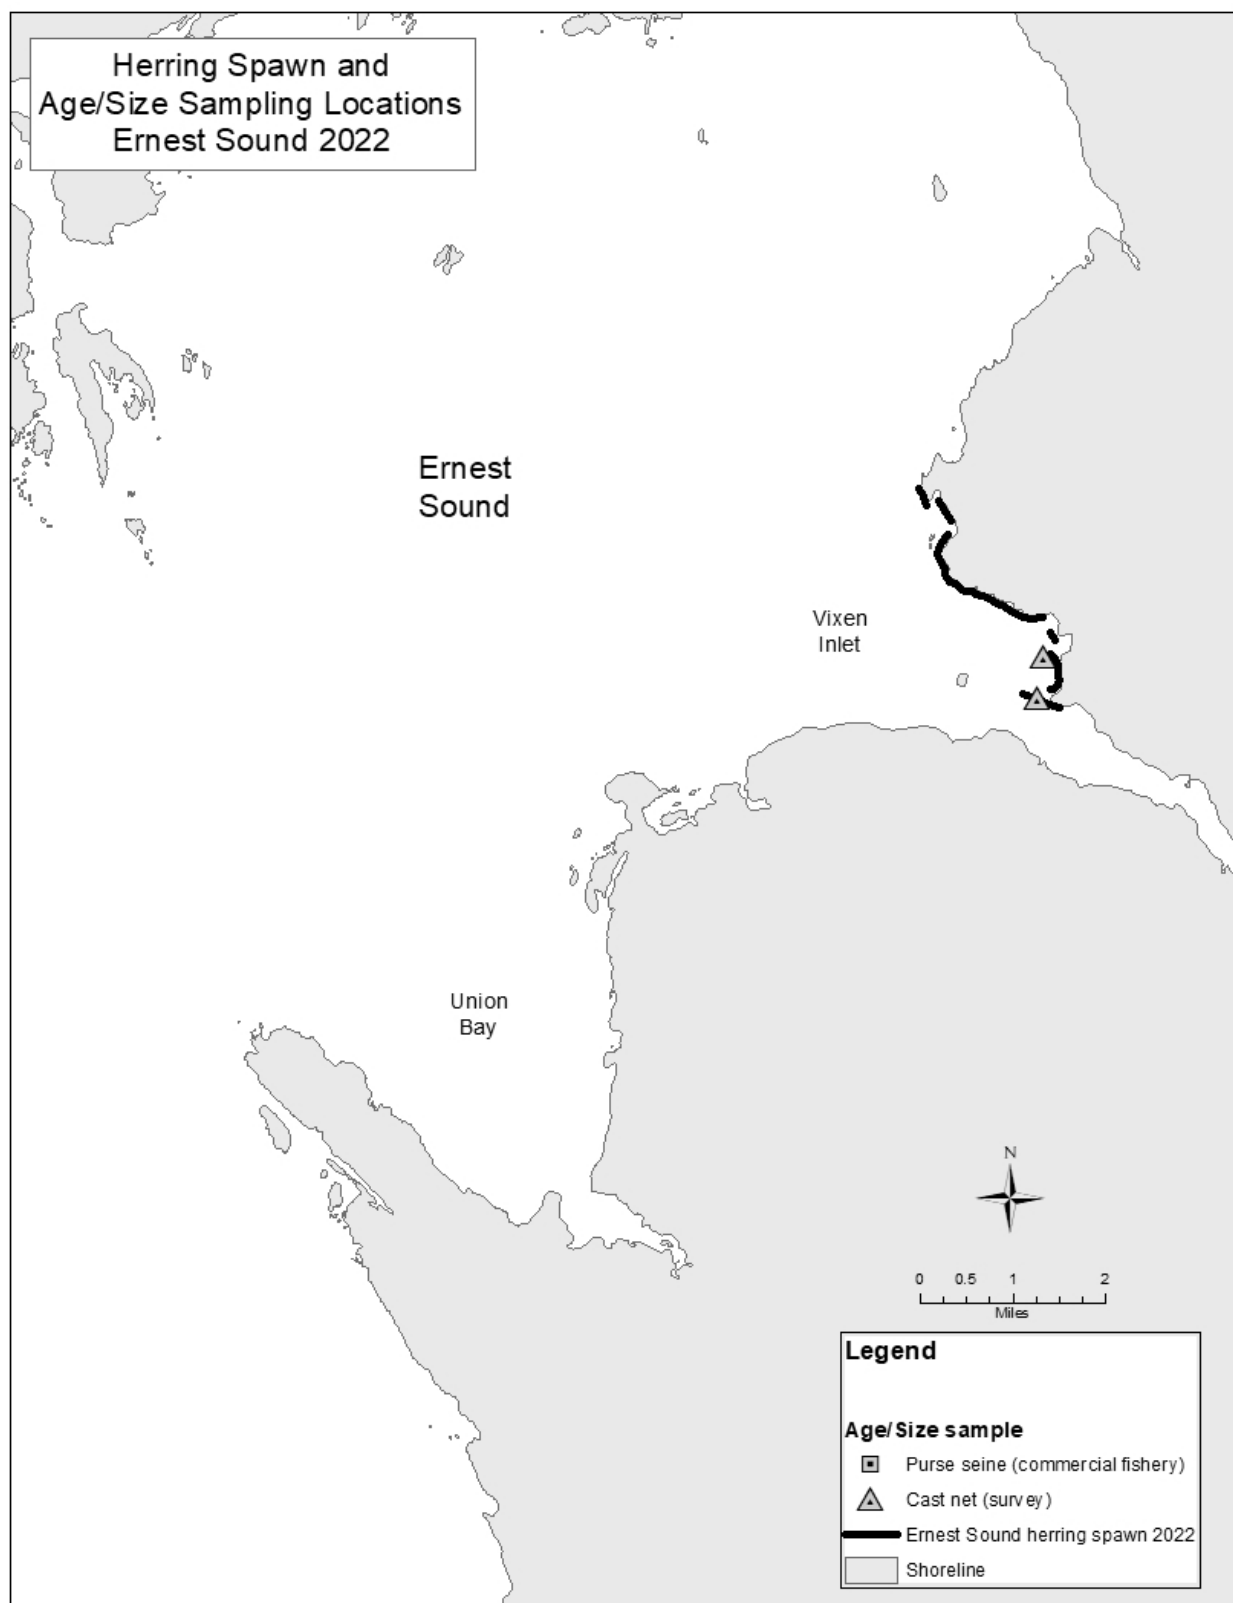 Herring Spawn and
Age/Size Sampling Locations
Ernest Sound 2022
Ernest
Sound
Vixen
Inlet
Union
Bay
N
0 0.5 1 2
Miles
Legend
Age/Size sample
Purse seine (commercial fishery)
Cast net (survey)
Ernest Sound herring spawn 2022
Shoreline